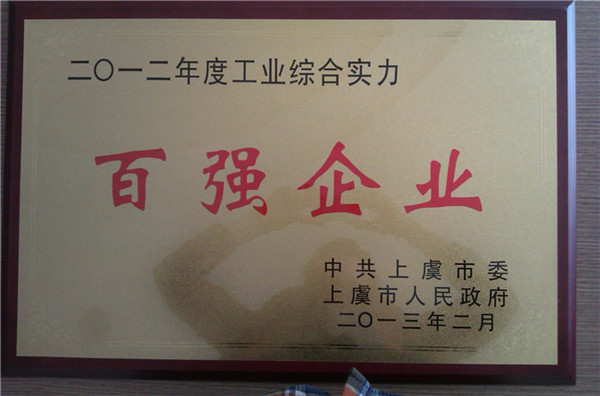 二〇一二年度工业综合实力
百强企业
中共上虞市委
上虞市人民政府
二〇一三年二月